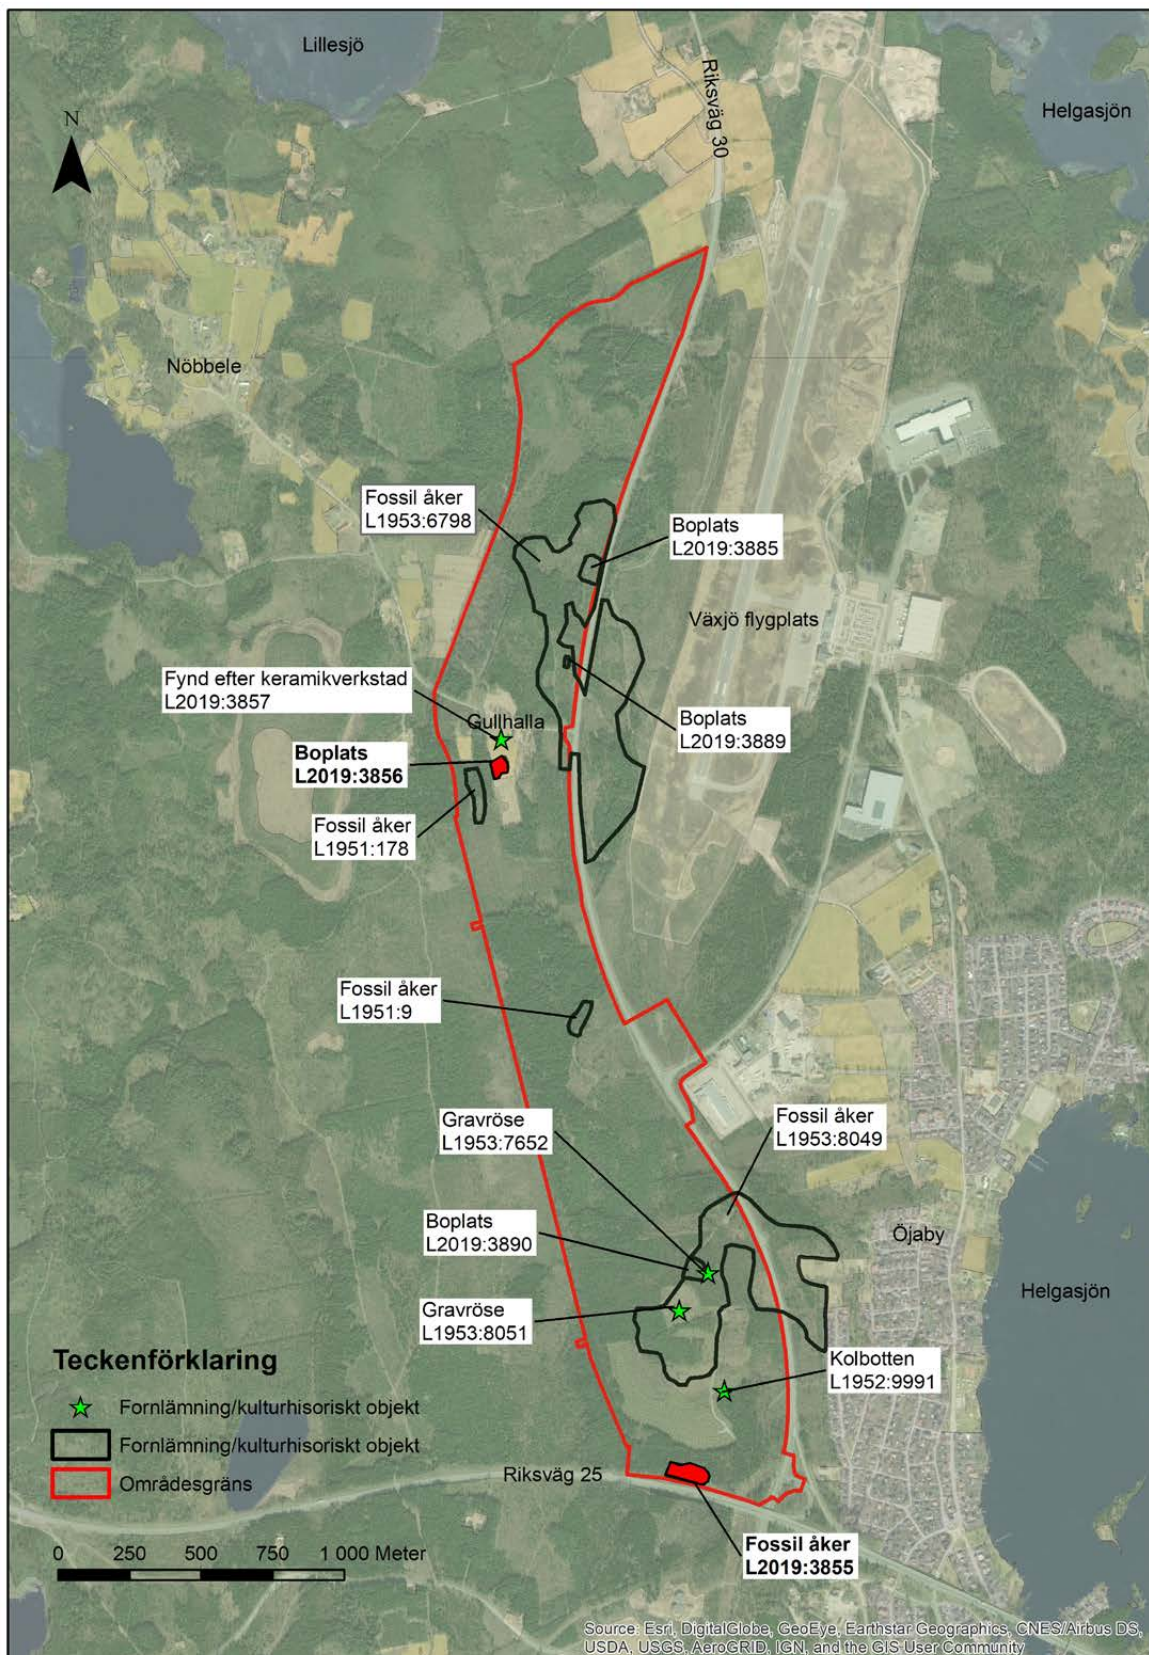 Lillesjö
Riksväg 30
Helgasjön
N
Nöbbele
Fossil åker
L1953:6798
Boplats
L2019:3885
Växjö flygplats
Fynd efter keramikverkstad
L2019:3857
Gullhalla
Boplats
L2019:3889
Boplats
L2019:3856
Fossil åker
L1951:178
Fossil åker
L1951:9
Gravröse
L1953:7652
Fossil åker
L1953:8049
Boplats
L2019:3890
Öjaby
Helgasjön
Gravröse
L1953:8051
Kolbotten
L1952:9991
Teckenförklaring
Fornlämning/kulturhisoriskt objekt
Fornlämning/kulturhisoriskt objekt
Områdesgräns
Riksväg 25
Fossil åker
L2019:3855
0 250 500 750 1 000 Meter
Source: Esri, DigitalGlobe, GeoEye, Earthstar Geographics, CNES/Airbus DS,
USDA, USGS, AeroGRID, IGN, and the GIS User Community